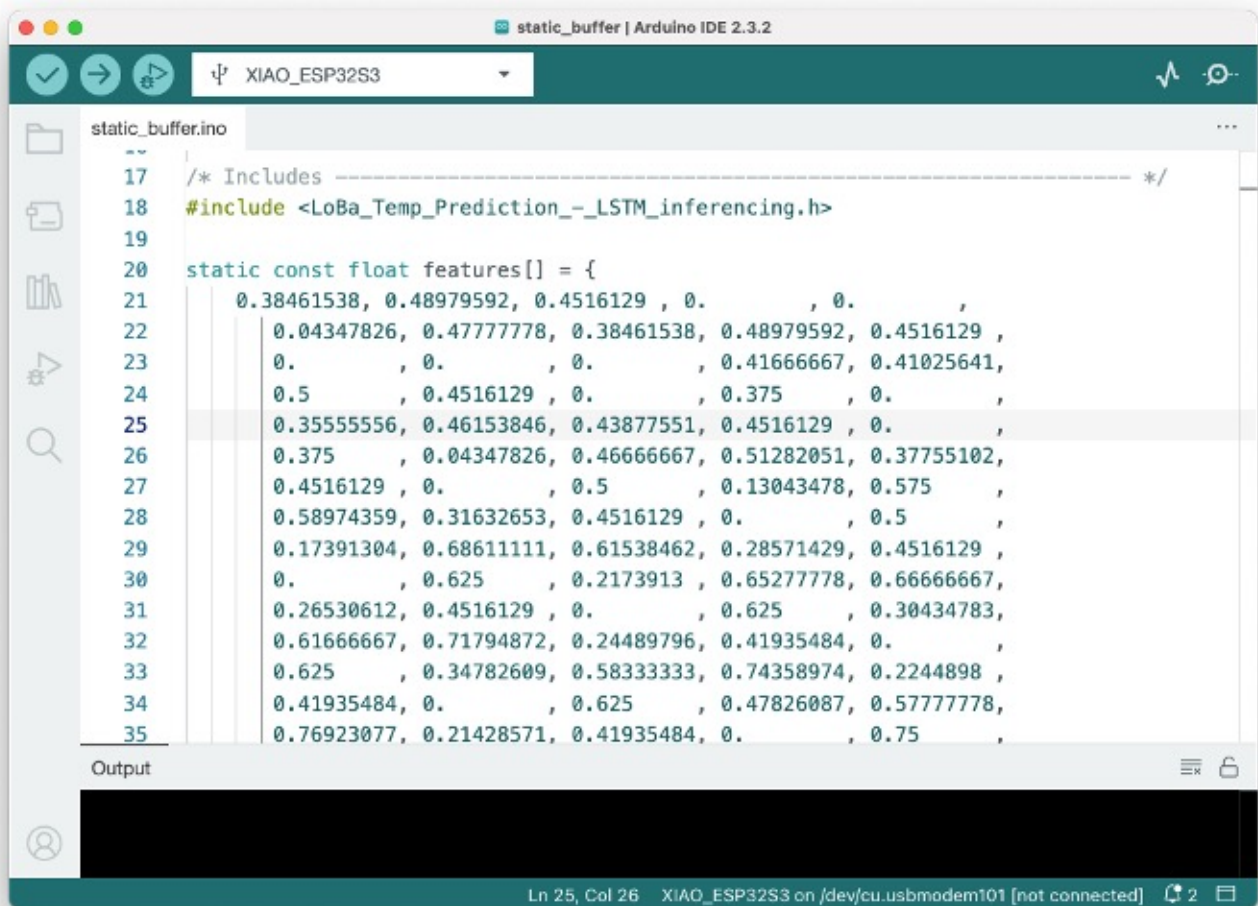 static_buffer | Arduino IDE 2.3.2
XIAO_ESP32S3
static_buffer.ino
...
16
17 /* Includes ---------------------------------------------------------------- */
18 #include <LoBa_Temp_Prediction_-_LSTM_inferencing.h>
19
20 static const float features[] = {
21 0.38461538, 0.48979592, 0.4516129 , 0. , 0. ,
22 0.04347826, 0.47777778, 0.38461538, 0.48979592, 0.4516129 ,
23 0. , 0. , 0. , 0.41666667, 0.41025641,
24 0.5 , 0.4516129 , 0. , 0.375 , 0. ,
25 0.35555556, 0.46153846, 0.43877551, 0.4516129 , 0. ,
26 0.375 , 0.04347826, 0.46666667, 0.51282051, 0.37755102,
27 0.4516129 , 0. , 0.5 , 0.13043478, 0.575 ,
28 0.58974359, 0.31632653, 0.4516129 , 0. , 0.5 ,
29 0.17391304, 0.68611111, 0.61538462, 0.28571429, 0.4516129 ,
30 0. , 0.625 , 0.2173913 , 0.65277778, 0.66666667,
31 0.26530612, 0.4516129 , 0. , 0.625 , 0.30434783,
32 0.61666667, 0.71794872, 0.24489796, 0.41935484, 0. ,
33 0.625 , 0.34782609, 0.58333333, 0.74358974, 0.2244898 ,
34 0.41935484, 0. , 0.625 , 0.47826087, 0.57777778,
35 0.76923077, 0.21428571, 0.41935484, 0. , 0.75 ,
Output
Ln 25, Col 26 XIAO_ESP32S3 on /dev/cu.usbmodem101 [not connected] 2